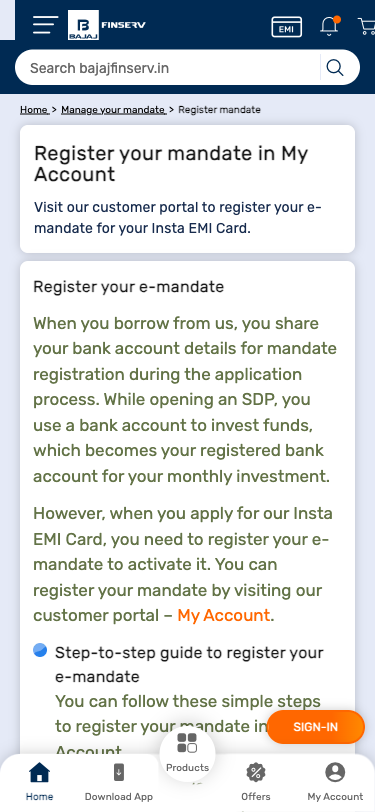 BAJAJ
FINSERV
EMI
Search bajajfinserv.in
Home > Manage your mandate > Register mandate
Register your mandate in My
Account
Visit our customer portal to register your e-
mandate for your Insta EMI Card.
Register your e-mandate
When you borrow from us, you share
your bank account details for mandate
registration during the application
process. While opening an SDP, you
use a bank account to invest funds,
which becomes your registered bank
account for your monthly investment.
However, when you apply for our Insta
EMI Card, you need to register your e-
mandate to activate it. You can
register your mandate by visiting our
customer portal – My Account.
Step-to-step guide to register your
e-mandate
You can follow these simple steps
to register your mandate in
SIGN-IN
Account
Home
Download App
Products
Offers
My Account